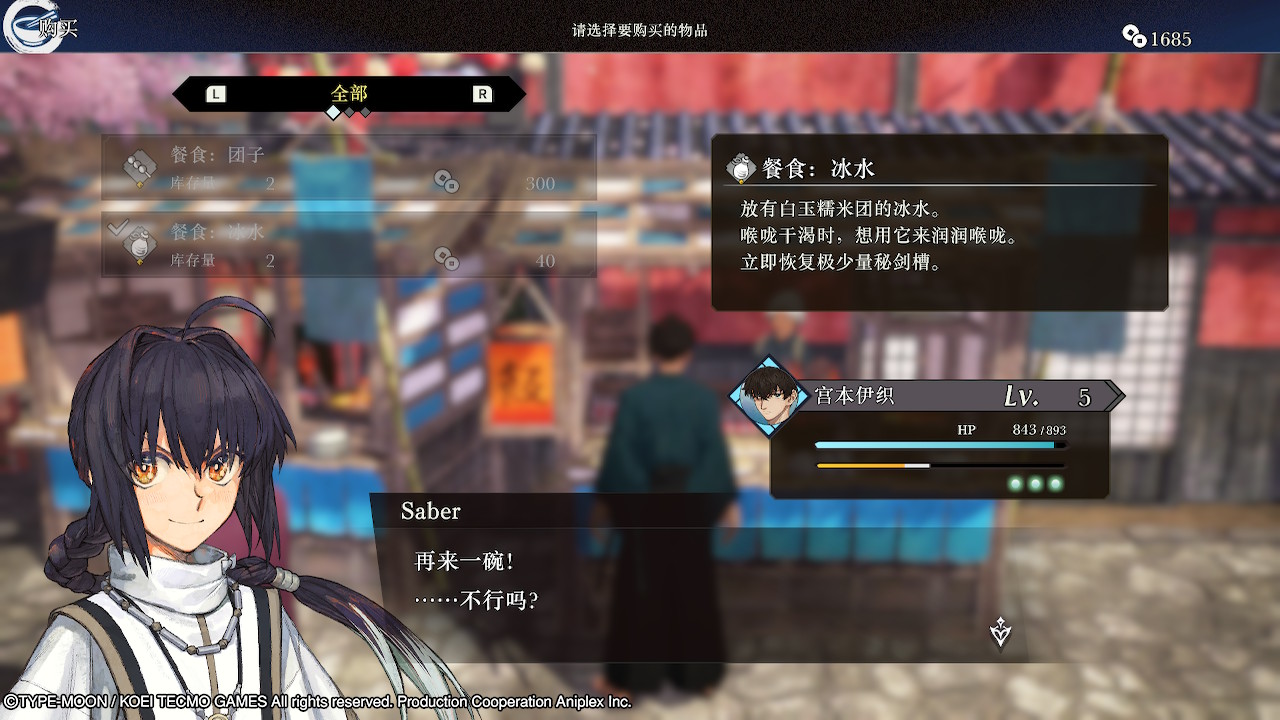 购买
请选择要购买的物品
1685
L 全部 R
餐食：团子
库存量 2 300
餐食：冰水
库存量 2 40
餐食：冰水
放有白玉糯米团的冰水。
喉咙干渴时，想用它来润润喉咙。
立即恢复极少量秘剑槽。
宫本伊织 Lv. 5
HP 843/893
Saber
再来一碗！
……不行吗？
©TYPE-MOON / KOEI TECMO GAMES All rights reserved. Production Cooperation Aniplex Inc.